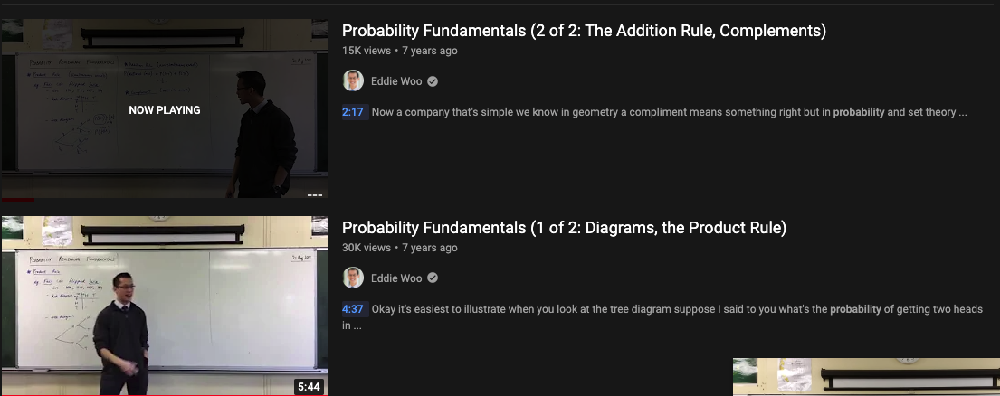 Probability Fundamentals (2 of 2: The Addition Rule, Complements)
15K views • 7 years ago
Eddie Woo
NOW PLAYING
2:17 Now a company that's simple we know in geometry a compliment means something right but in probability and set theory ...
Probability Fundamentals (1 of 2: Diagrams, the Product Rule)
30K views • 7 years ago
Eddie Woo
4:37 Okay it's easiest to illustrate when you look at the tree diagram suppose I said to you what's the probability of getting two heads
in ...
5:44